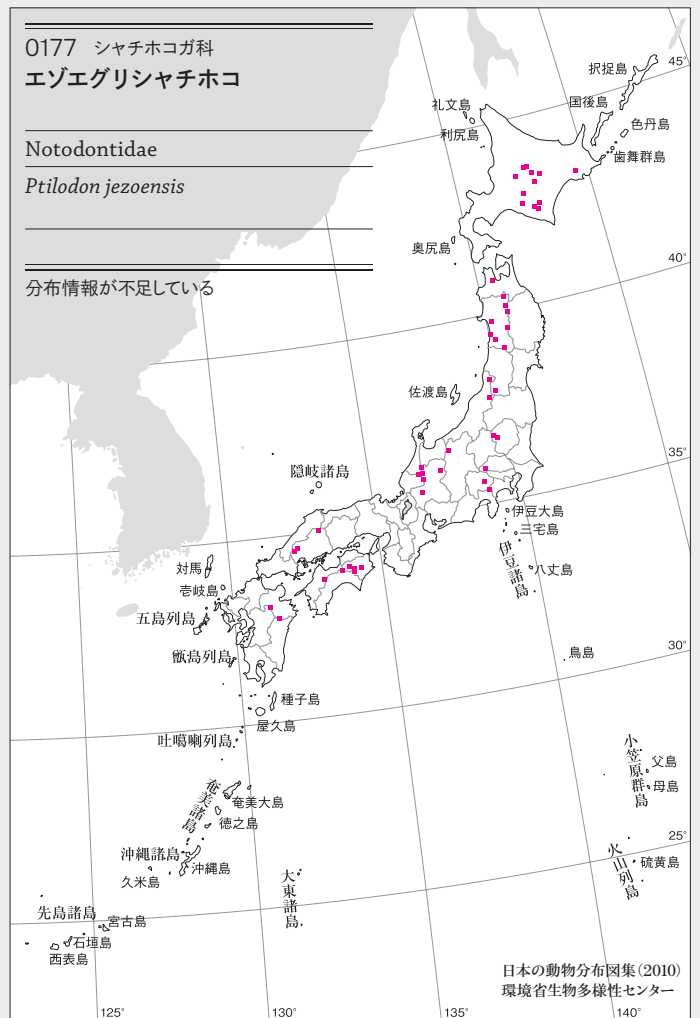 0177 シャチホコガ科
エゾエグリシャチホコ
Notodontidae
Ptilodon jezoensis
分布情報が不足している
45°
択捉島
礼文島
国後島
色丹島
利尻島
歯舞群島
奥尻島
40°
佐渡島
35°
隠岐諸島
伊豆大島
三宅島
伊豆諸島
八丈島
対馬
壱岐島
五島列島
甑島列島
鳥島
30°
種子島
屋久島
吐噶喇列島
小笠原群島
父島
母島
奄美諸島
奄美大島
徳之島
25°
沖縄諸島
沖縄島
久米島
火山列島
硫黄島
大東諸島
先島諸島
宮古島
石垣島
西表島
日本の動物分布図集(2010)
環境省生物多様性センター
125°
130°
135°
140°